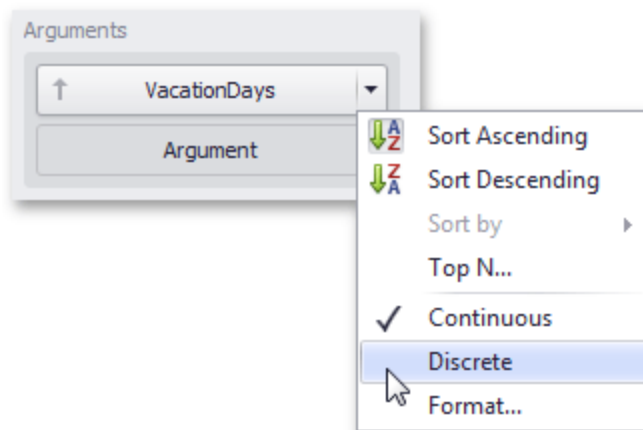 Arguments
VacationDays
Argument
Sort Ascending
Sort Descending
Sort by
Top N...
Continuous
Discrete
Format...